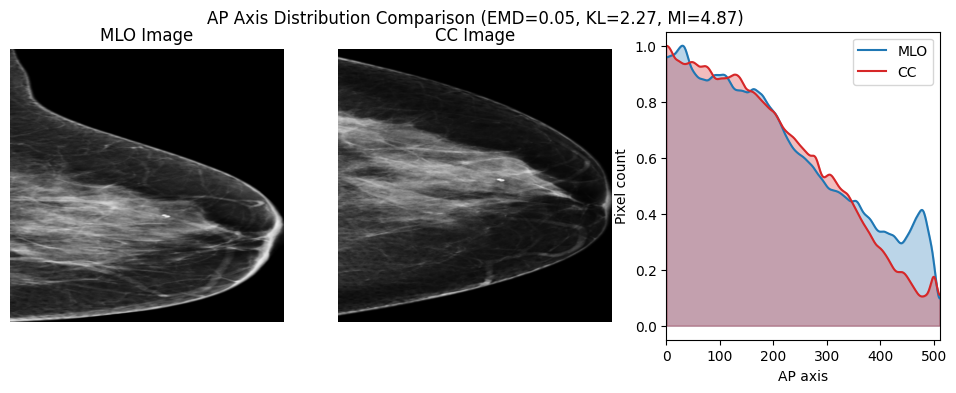 AP Axis Distribution Comparison (EMD=0.05, KL=2.27, MI=4.87)
MLO Image
CC Image
MLO
CC
Pixel count
1.0
0.8
0.6
0.4
0.2
0.0
0 100 200 300 400 500
AP axis